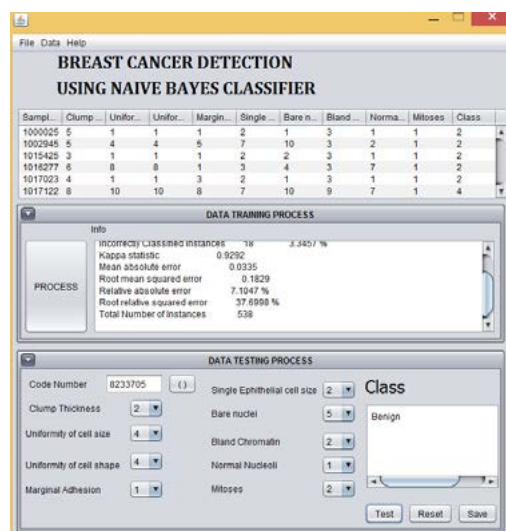 File Data Help
BREAST CANCER DETECTION
USING NAIVE BAYES CLASSIFIER
Sampl... Clump ... Unifor... Unifor... Margin... Single ... Bare n... Bland ... Norma... Mitoses Class
1000025 5 1 1 1 2 1 3 1 1 2
1002945 5 4 4 5 7 10 3 2 1 2
1015425 3 1 1 1 2 2 3 1 1 2
1016277 6 8 8 1 3 4 3 7 1 2
1017023 4 1 1 3 2 1 3 1 1 2
1017122 8 10 10 8 7 10 9 7 1 4
DATA TRAINING PROCESS
Info
PROCESS
Incorrectly Classified Instances 18 3.3457 %
Kappa statistic 0.9292
Mean absolute error 0.0335
Root mean squared error 0.1829
Relative absolute error 7.1047 %
Root relative squared error 37.6998 %
Total Number of Instances 538
DATA TESTING PROCESS
Code Number 8233705 ( )
Clump Thickness 2
Uniformity of cell size 4
Uniformity of cell shape 4
Marginal Adhesion 1
Single Ephithelial cell size 2
Bare nuclei 5
Bland Chromatin 2
Normal Nucleoli 1
Mitoses 2
Class
Benign
Test Reset Save